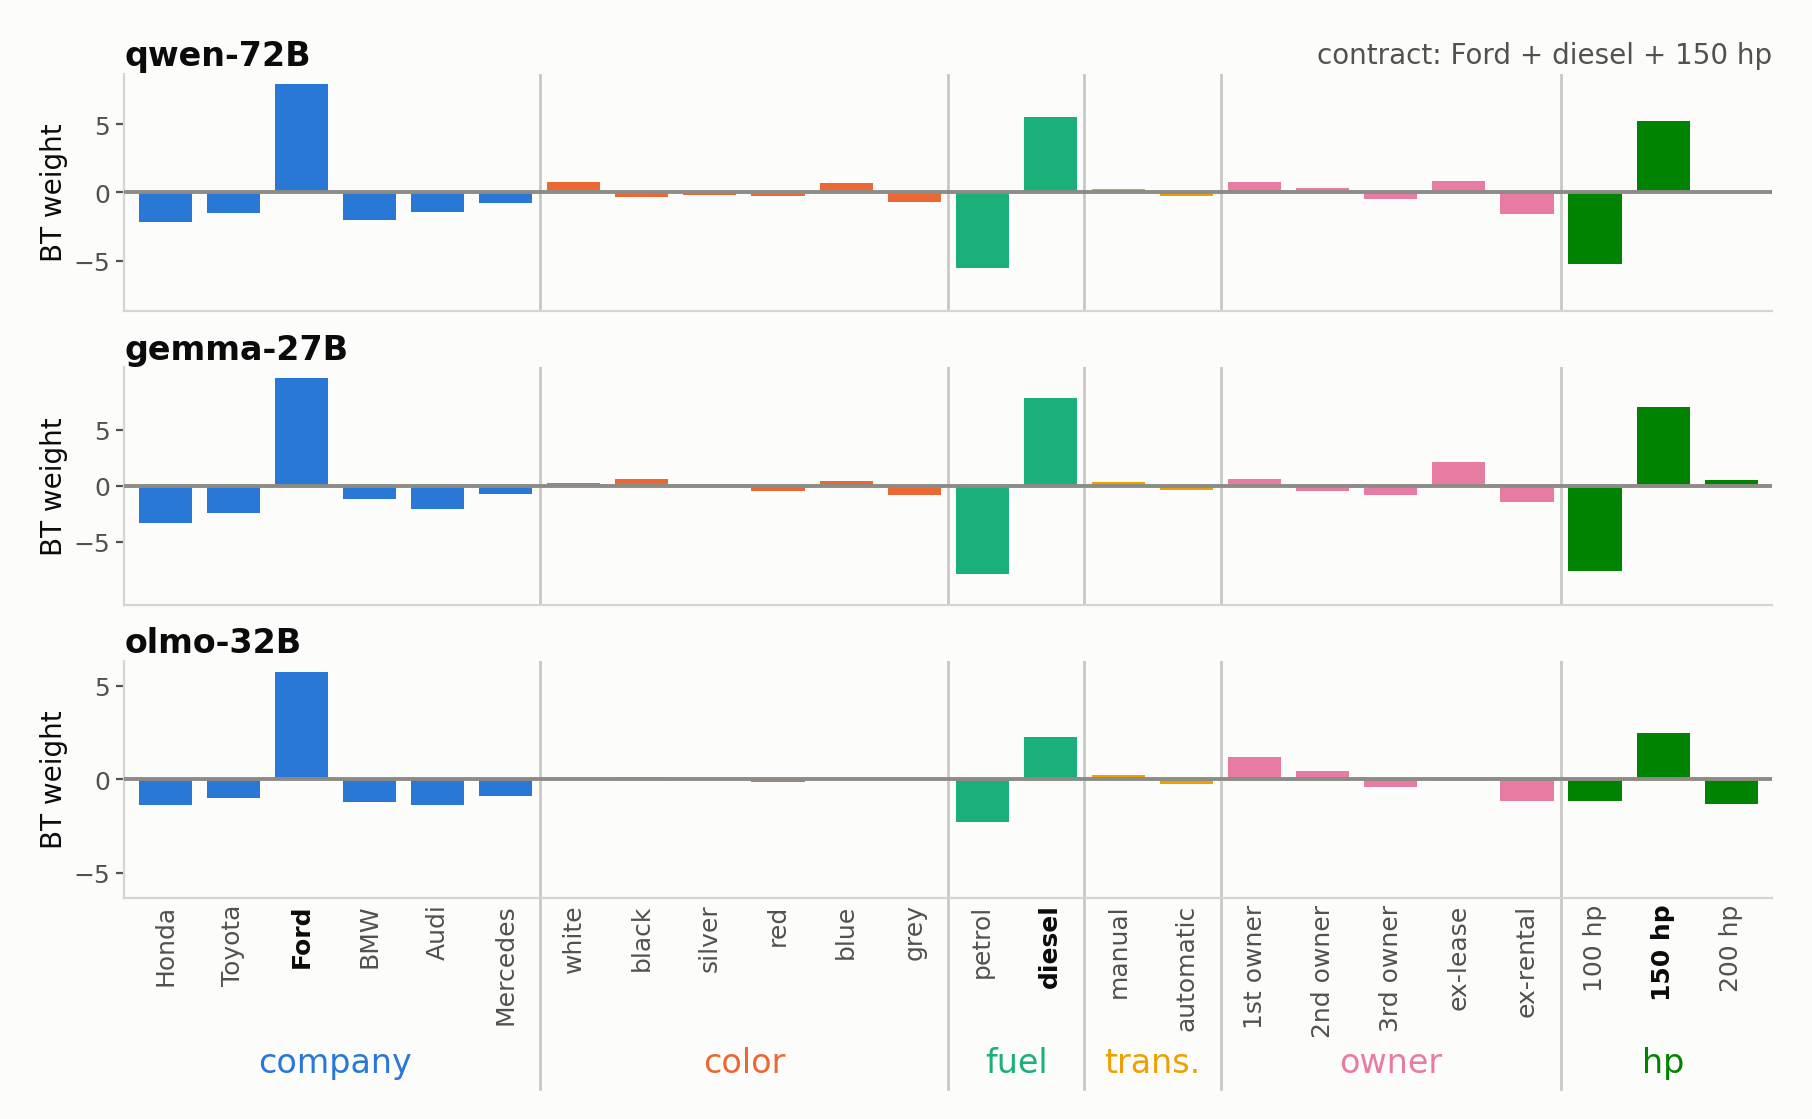 qwen-72B
contract: Ford + diesel + 150 hp
BT weight
5
0
−5
gemma-27B
BT weight
5
0
−5
olmo-32B
BT weight
5
0
−5
Honda
Toyota
Ford
BMW
Audi
Mercedes
white
black
silver
red
blue
grey
petrol
diesel
manual
automatic
1st owner
2nd owner
3rd owner
ex-lease
ex-rental
100 hp
150 hp
200 hp
company
color
fuel
trans.
owner
hp